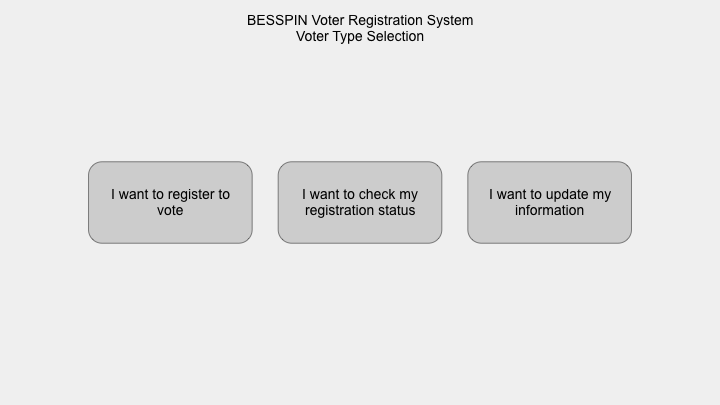 BESSPIN Voter Registration System
Voter Type Selection
I want to register to
vote
I want to check my
registration status
I want to update my
information